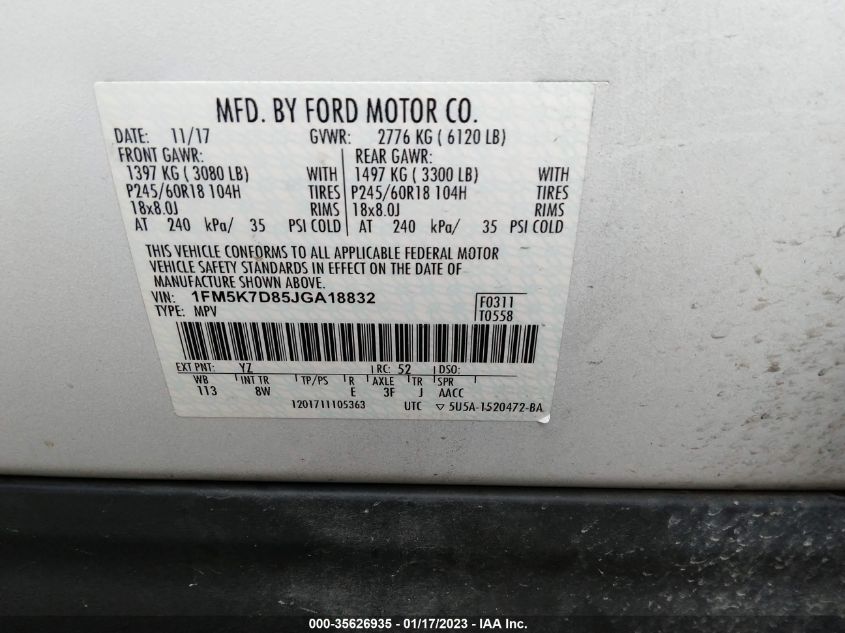 MFD. BY FORD MOTOR CO.
DATE: 11/17 GVWR: 2776 KG ( 6120 LB)
FRONT GAWR: REAR GAWR:
1397 KG ( 3080 LB) WITH 1497 KG ( 3300 LB) WITH
P245/60R18 104H TIRES P245/60R18 104H TIRES
18x8.0J RIMS 18x8.0J RIMS
AT 240 kPa/ 35 PSI COLD AT 240 kPa/ 35 PSI COLD
THIS VEHICLE CONFORMS TO ALL APPLICABLE FEDERAL MOTOR
VEHICLE SAFETY STANDARDS IN EFFECT ON THE DATE OF
MANUFACTURE SHOWN ABOVE.
VIN: 1FM5K7D85JGA18832 F0311
TYPE: MPV T0558
EXT PNT: YZ RC: 52 DSO:
WB INT TR TP/PS R AXLE TR SPR
113 8W E 3F J AACC
1201711105363 UTC ▽ 5U5A-1520472-BA
000-35626935 - 01/17/2023 - IAA Inc.